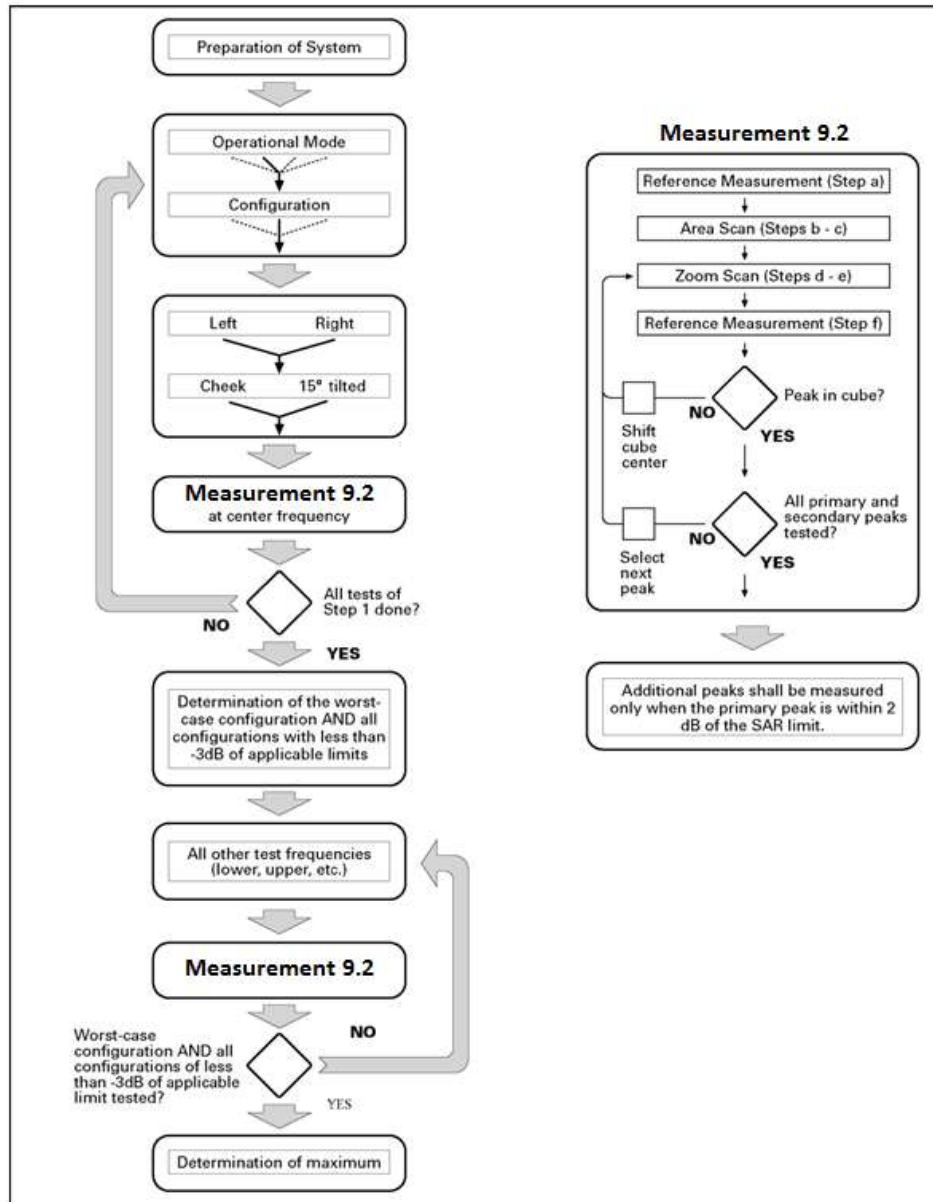 Preparation of System
Operational Mode
Configuration
Left Right
Cheek 15° tilted
Measurement 9.2
at center frequency
All tests of
Step 1 done?
NO
YES
Determination of the worst-
case configuration AND all
configurations with less than
-3dB of applicable limits
All other test frequencies
(lower, upper, etc.)
Measurement 9.2
NO
Worst-case
configuration AND all
configurations of less
than -3dB of applicable
limit tested?
YES
Determination of maximum
Measurement 9.2
Reference Measurement (Step a)
Area Scan (Steps b - c)
Zoom Scan (Steps d - e)
Reference Measurement (Step f)
Peak in cube?
NO
YES
Shift
cube
center
All primary and
secondary peaks
tested?
NO
YES
Select
next
peak
Additional peaks shall be measured
only when the primary peak is within 2
dB of the SAR limit.